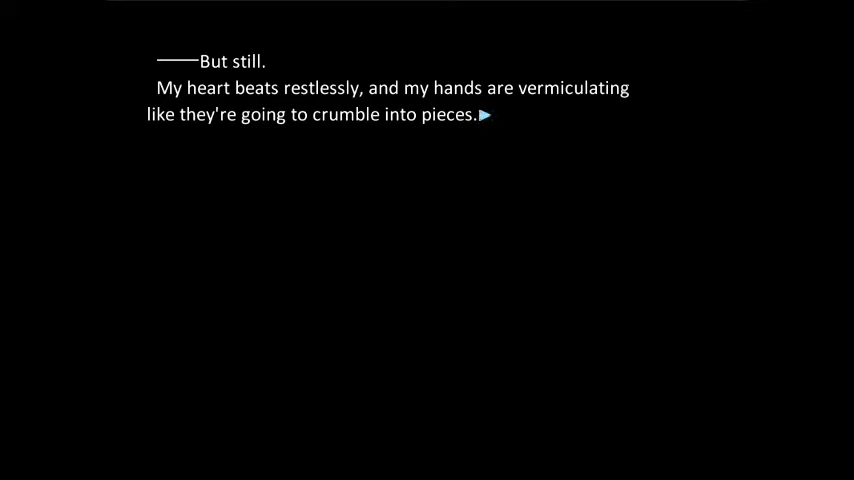 ――But still.
My heart beats restlessly, and my hands are vermiculating
like they're going to crumble into pieces.